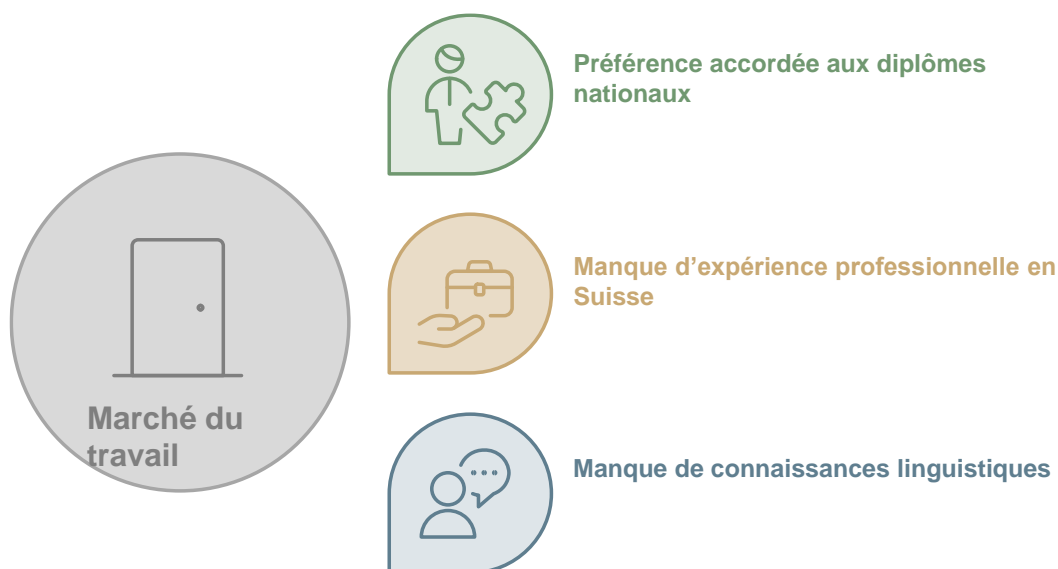 Préférence accordée aux diplômes
nationaux
Manque d’expérience professionnelle en
Suisse
Marché du
travail
Manque de connaissances linguistiques